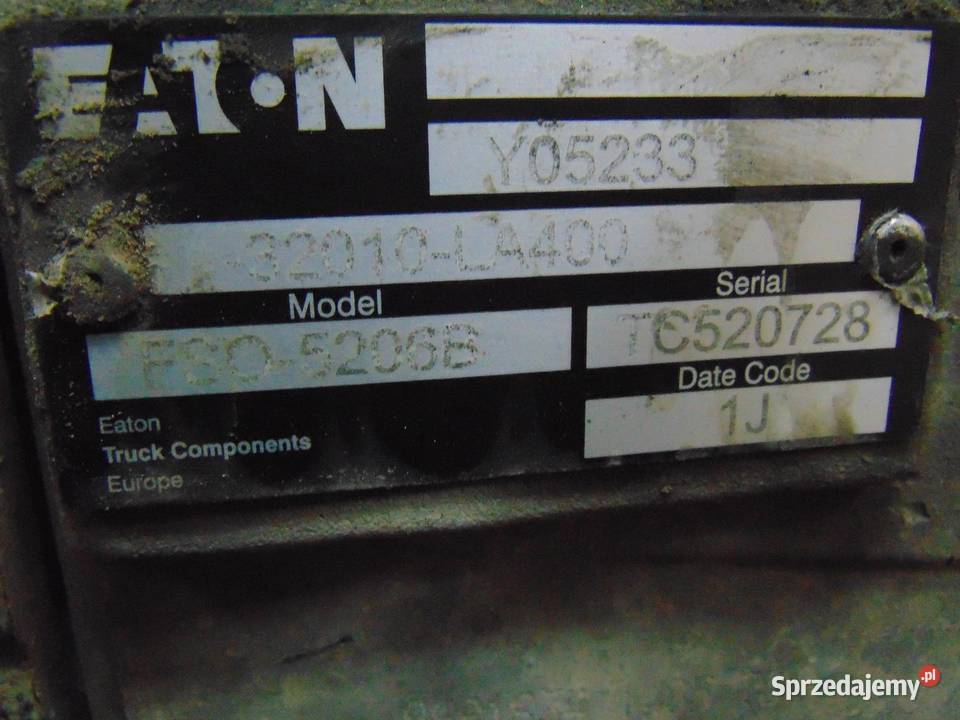 EATON
Y05233
-32010-LA400
Model
Serial
FSO-5206B
TC520728
Date Code
1J
Eaton
Truck Components
Europe
Sprzedajemy.pl